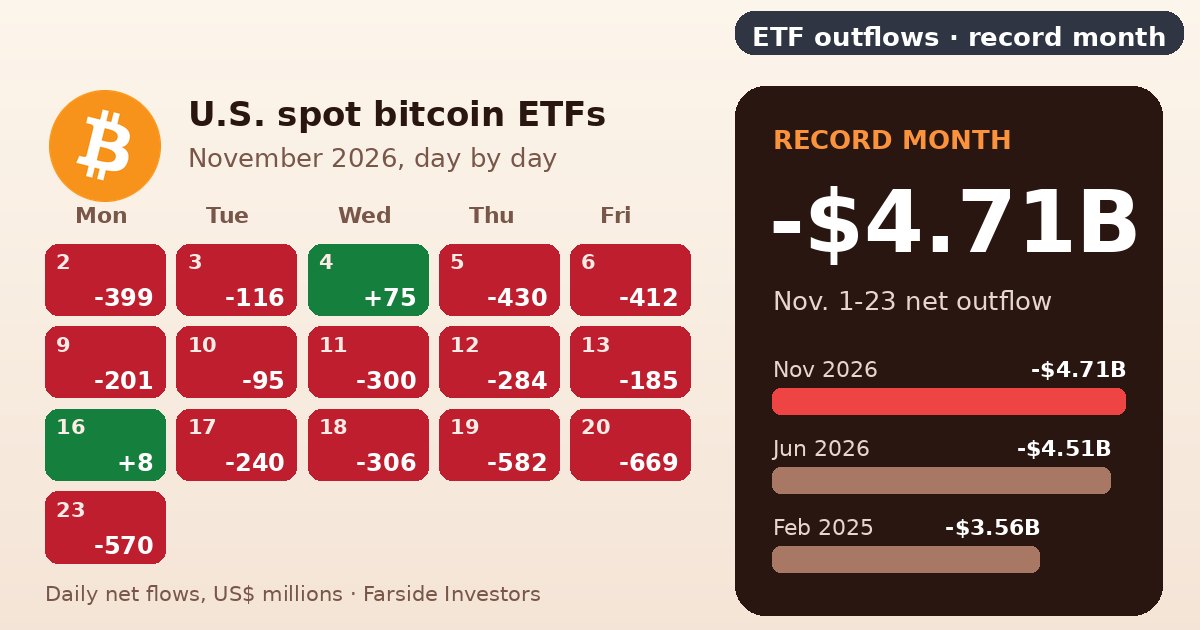 ETF outflows · record month
U.S. spot bitcoin ETFs
November 2026, day by day
Mon Tue Wed Thu Fri
2 3 4 5 6
-399 -116 +75 -430 -412
9 10 11 12 13
-201 -95 -300 -284 -185
16 17 18 19 20
+8 -240 -306 -582 -669
23
-570
Daily net flows, US$ millions · Farside Investors
RECORD MONTH
-$4.71B
Nov. 1-23 net outflow
Nov 2026 -$4.71B
Jun 2026 -$4.51B
Feb 2025 -$3.56B